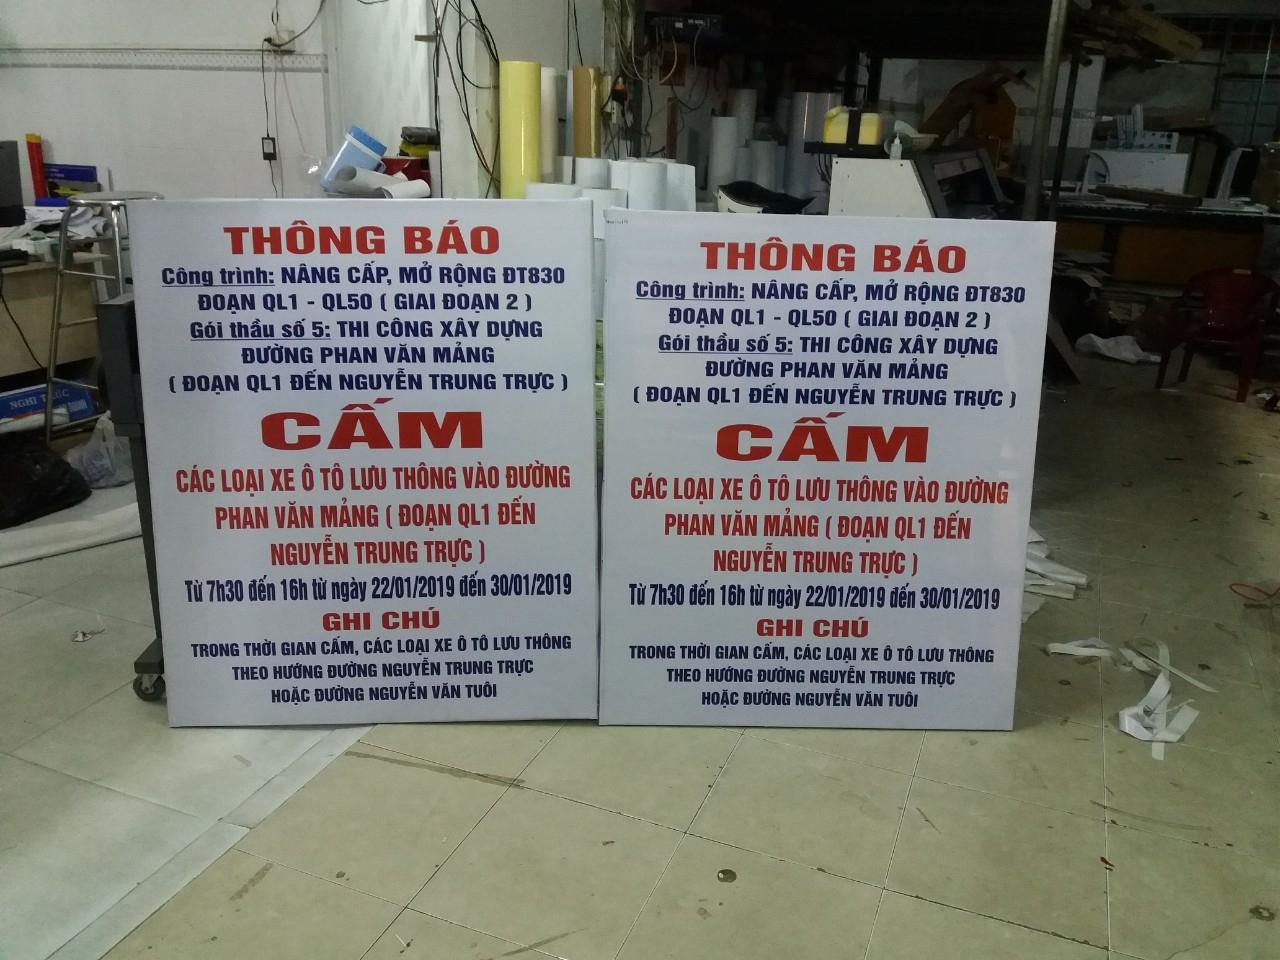 THÔNG BÁO
Công trình: NÂNG CẤP, MỞ RỘNG ĐT830
ĐOẠN QL1 - QL50 ( GIAI ĐOẠN 2 )
Gói thầu số 5: THI CÔNG XÂY DỰNG
ĐƯỜNG PHAN VĂN MẢNG
( ĐOẠN QL1 ĐẾN NGUYỄN TRUNG TRỰC )
CẤM
CÁC LOẠI XE Ô TÔ LƯU THÔNG VÀO ĐƯỜNG
PHAN VĂN MẢNG ( ĐOẠN QL1 ĐẾN
NGUYỄN TRUNG TRỰC )
Từ 7h30 đến 16h từ ngày 22/01/2019 đến 30/01/2019
GHI CHÚ
TRONG THỜI GIAN CẤM, CÁC LOẠI XE Ô TÔ LƯU THÔNG
THEO HƯỚNG ĐƯỜNG NGUYỄN TRUNG TRỰC
HOẶC ĐƯỜNG NGUYỄN VĂN TUÔI
THÔNG BÁO
Công trình: NÂNG CẤP, MỞ RỘNG ĐT830
ĐOẠN QL1 - QL50 ( GIAI ĐOẠN 2 )
Gói thầu số 5: THI CÔNG XÂY DỰNG
ĐƯỜNG PHAN VĂN MẢNG
( ĐOẠN QL1 ĐẾN NGUYỄN TRUNG TRỰC )
CẤM
CÁC LOẠI XE Ô TÔ LƯU THÔNG VÀO ĐƯỜNG
PHAN VĂN MẢNG ( ĐOẠN QL1 ĐẾN
NGUYỄN TRUNG TRỰC )
Từ 7h30 đến 16h từ ngày 22/01/2019 đến 30/01/2019
GHI CHÚ
TRONG THỜI GIAN CẤM, CÁC LOẠI XE Ô TÔ LƯU THÔNG
THEO HƯỚNG ĐƯỜNG NGUYỄN TRUNG TRỰC
HOẶC ĐƯỜNG NGUYỄN VĂN TUÔI